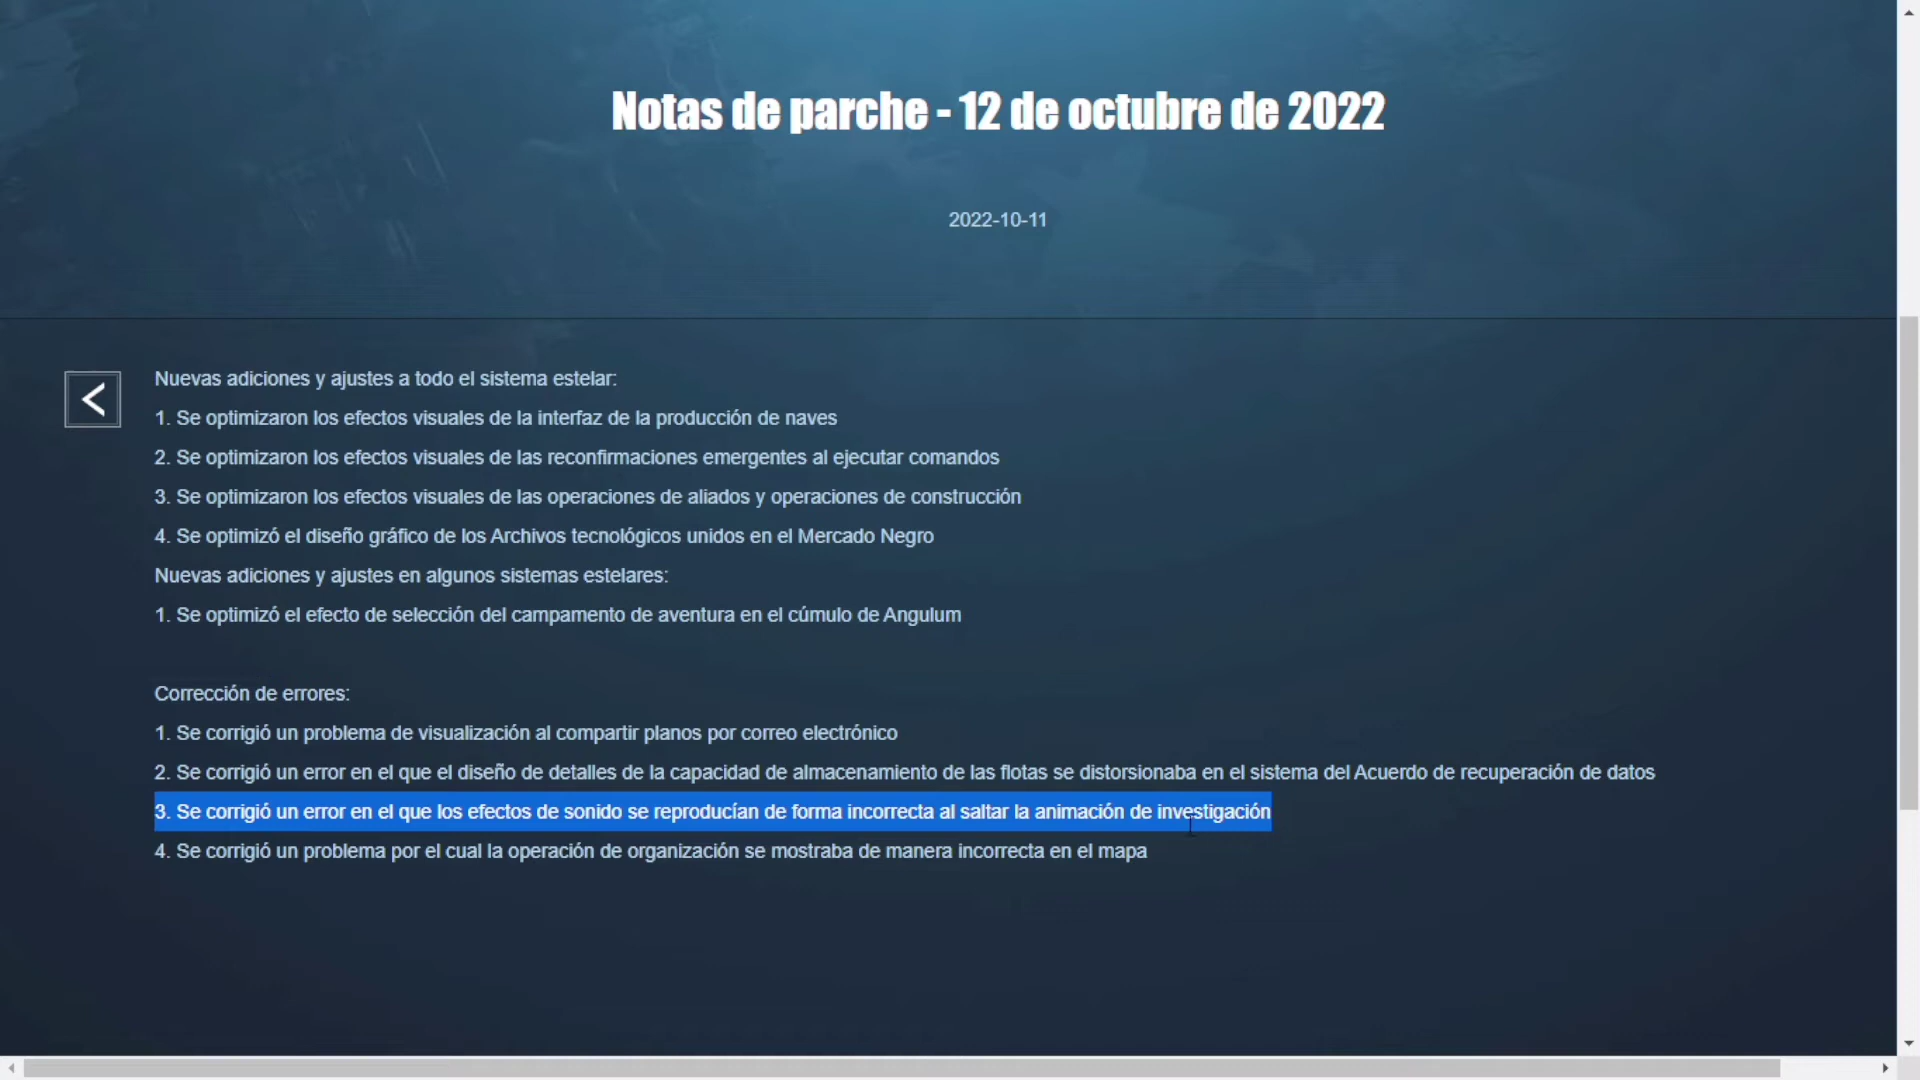 Notas de parche - 12 de octubre de 2022
2022-10-11
Nuevas adiciones y ajustes a todo el sistema estelar:
1. Se optimizaron los efectos visuales de la interfaz de la producción de naves
2. Se optimizaron los efectos visuales de las reconfirmaciones emergentes al ejecutar comandos
3. Se optimizaron los efectos visuales de las operaciones de aliados y operaciones de construcción
4. Se optimizó el diseño gráfico de los Archivos tecnológicos unidos en el Mercado Negro
Nuevas adiciones y ajustes en algunos sistemas estelares:
1. Se optimizó el efecto de selección del campamento de aventura en el cúmulo de Angulum
Corrección de errores:
1. Se corrigió un problema de visualización al compartir planos por correo electrónico
2. Se corrigió un error en el que el diseño de detalles de la capacidad de almacenamiento de las flotas se distorsionaba en el sistema del Acuerdo de recuperación de datos
3. Se corrigió un error en el que los efectos de sonido se reproducían de forma incorrecta al saltar la animación de investigación
4. Se corrigió un problema por el cual la operación de organización se mostraba de manera incorrecta en el mapa